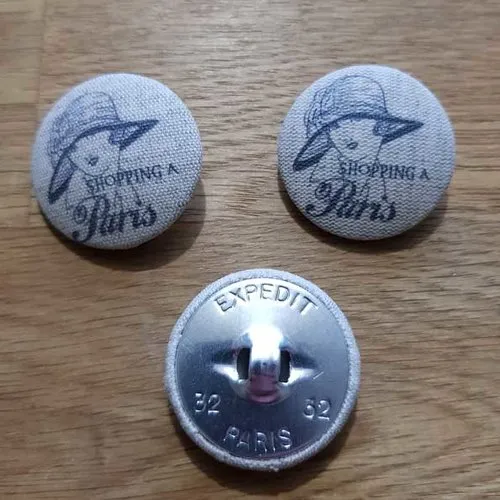 SHOPPING A
Paris
SHOPPING A
Paris
EXPEDIT
32 32
PARIS